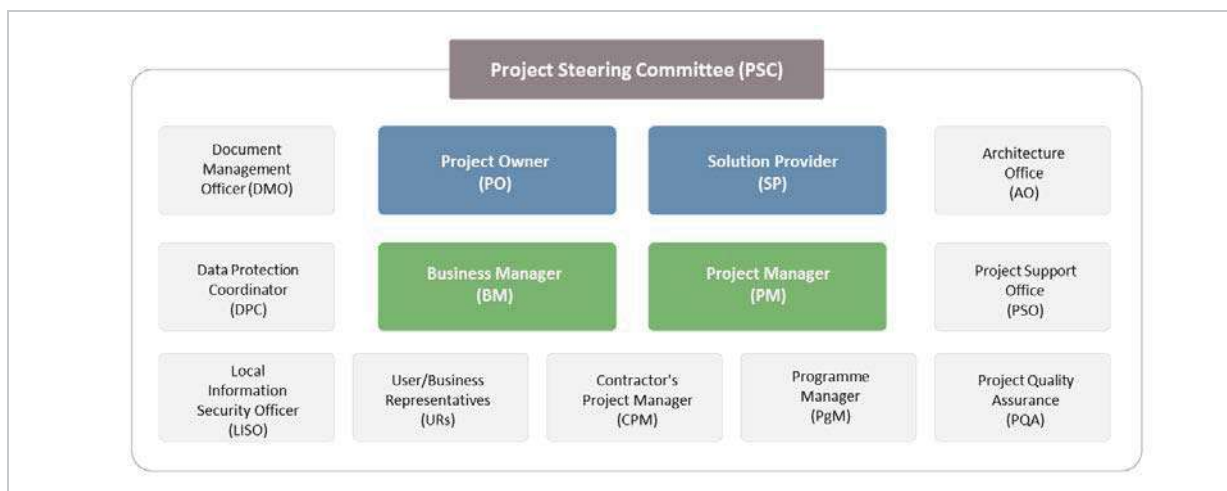 Project Steering Committee (PSC)
Document
Management
Officer (DMO)
Project Owner
(PO)
Solution Provider
(SP)
Architecture
Office
(AO)
Data Protection
Coordinator
(DPC)
Business Manager
(BM)
Project Manager
(PM)
Project Support
Office
(PSO)
Local
Information
Security Officer
(LISO)
User/Business
Representatives
(URs)
Contractor's
Project Manager
(CPM)
Programme
Manager
(PgM)
Project Quality
Assurance
(PQA)